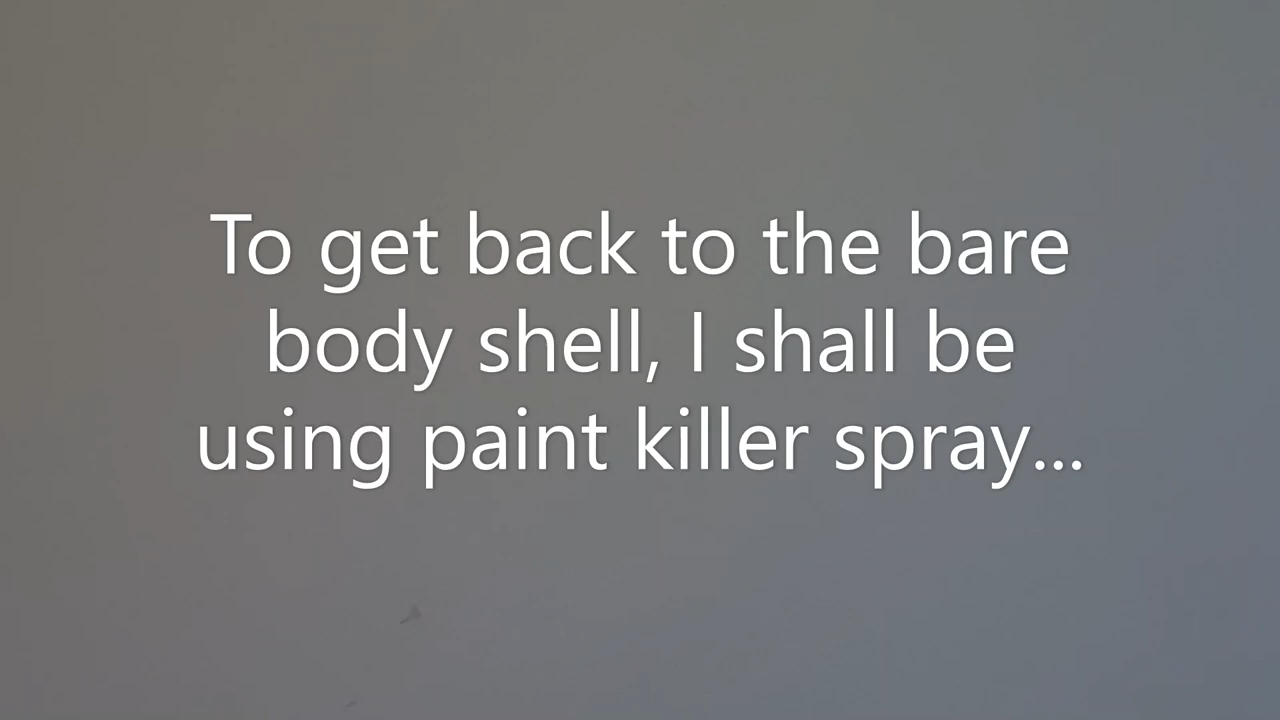 To get back to the bare
body shell, I shall be
using paint killer spray...